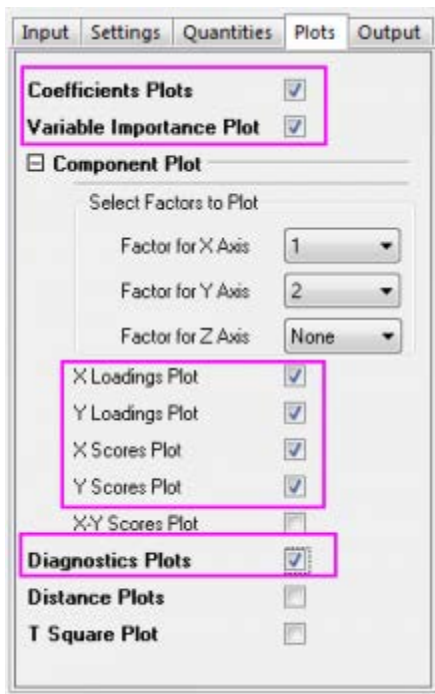 Input Settings Quantities Plots Output
Coefficients Plots
Variable Importance Plot
Component Plot
Select Factors to Plot
Factor for X Axis 1
Factor for Y Axis 2
Factor for Z Axis None
X Loadings Plot
Y Loadings Plot
X Scores Plot
Y Scores Plot
X-Y Scores Plot
Diagnostics Plots
Distance Plots
T Square Plot